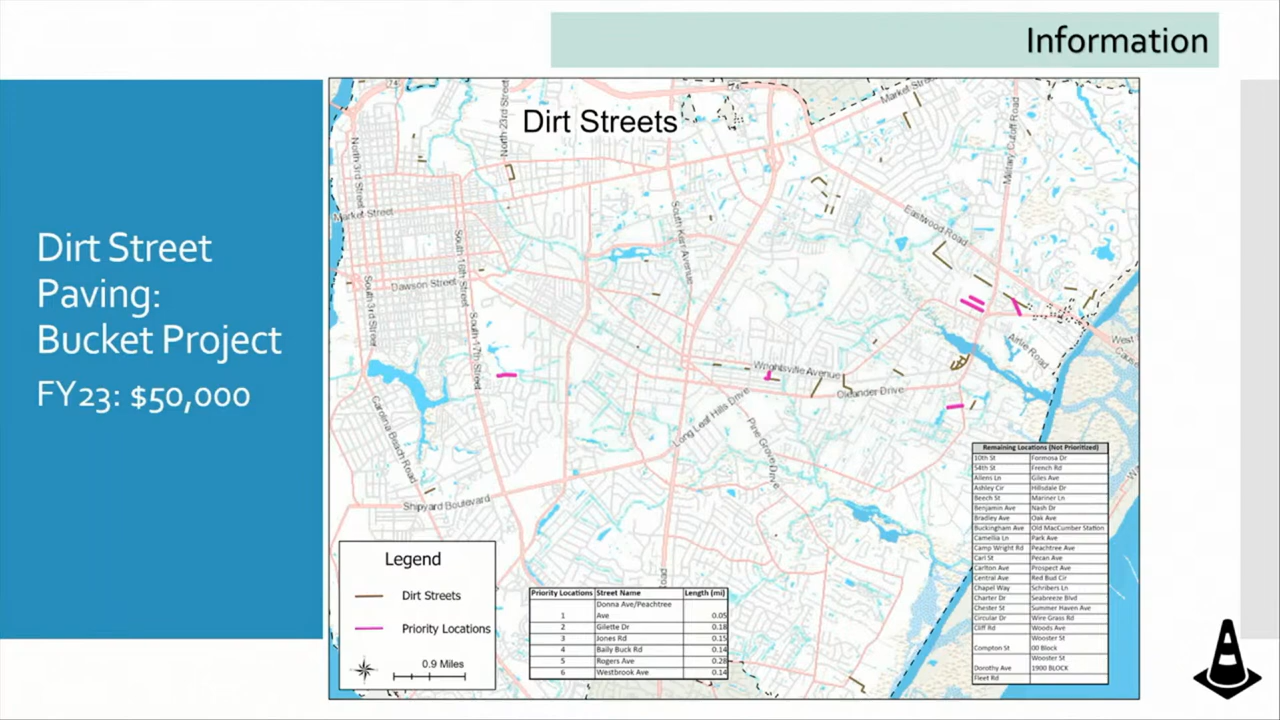 Information
Dirt Street
Paving:
Bucket Project
FY23: $50,000
Dirt Streets
74
74
Market Street
North 23rd Street
North 3rd Street
Military Cutoff Road
Market Street
South Kerr Avenue
Eastwood Road
South 16th Street
Dawson Street
South 3rd Street
South 17th Street
Airlie Road
West
Wrightsville Avenue
Oleander Drive
Long Leaf Hills Drive
Carolina Beach Road
Pine Grove Drive
Shipyard Boulevard
Legend
Dirt Streets
Priority Locations
0.9 Miles
Priority Locations Street Name Length (mi)
1 Donna Ave/Peachtree
Ave 0.05
2 Gilette Dr 0.18
3 Jones Rd 0.15
4 Baily Buck Rd 0.14
5 Rogers Ave 0.28
6 Westbrook Ave 0.14
Remaining Locations (Not Prioritized)
10th St Formosa Dr
54th St French Rd
Allens Ln Giles Ave
Ashley Cir Hillsdale Dr
Beech St Mariner Ln
Benjamin Ave Nash Dr
Bradley Ave Oak Ave
Buckingham Ave Old MacCumber Station
Camellia Ln Park Ave
Camp Wright Rd Peachtree Ave
Carl St Pecan Ave
Carlton Ave Prospect Ave
Central Ave Red Bud Cir
Chapel Way Schribers Ln
Charter Dr Seabreeze Blvd
Chester St Summer Haven Ave
Circular Dr Wire Grass Rd
Cliff Rd Woods Ave
Compton St Wooster St
00 Block
Dorothy Ave Wooster St
1900 BLOCK
Fleet Rd